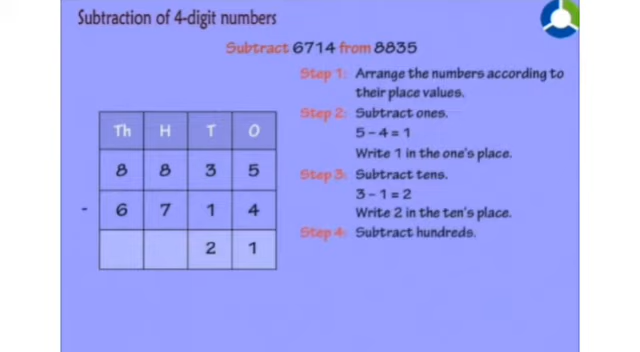 Subtraction of 4-digit numbers
Subtract 6714 from 8835
Step 1: Arrange the numbers according to
their place values.
Step 2: Subtract ones.
5 - 4 = 1
Write 1 in the one's place.
Step 3: Subtract tens.
3 - 1 = 2
Write 2 in the ten's place.
Step 4: Subtract hundreds.
Th H T O
8 8 3 5
- 6 7 1 4
2 1